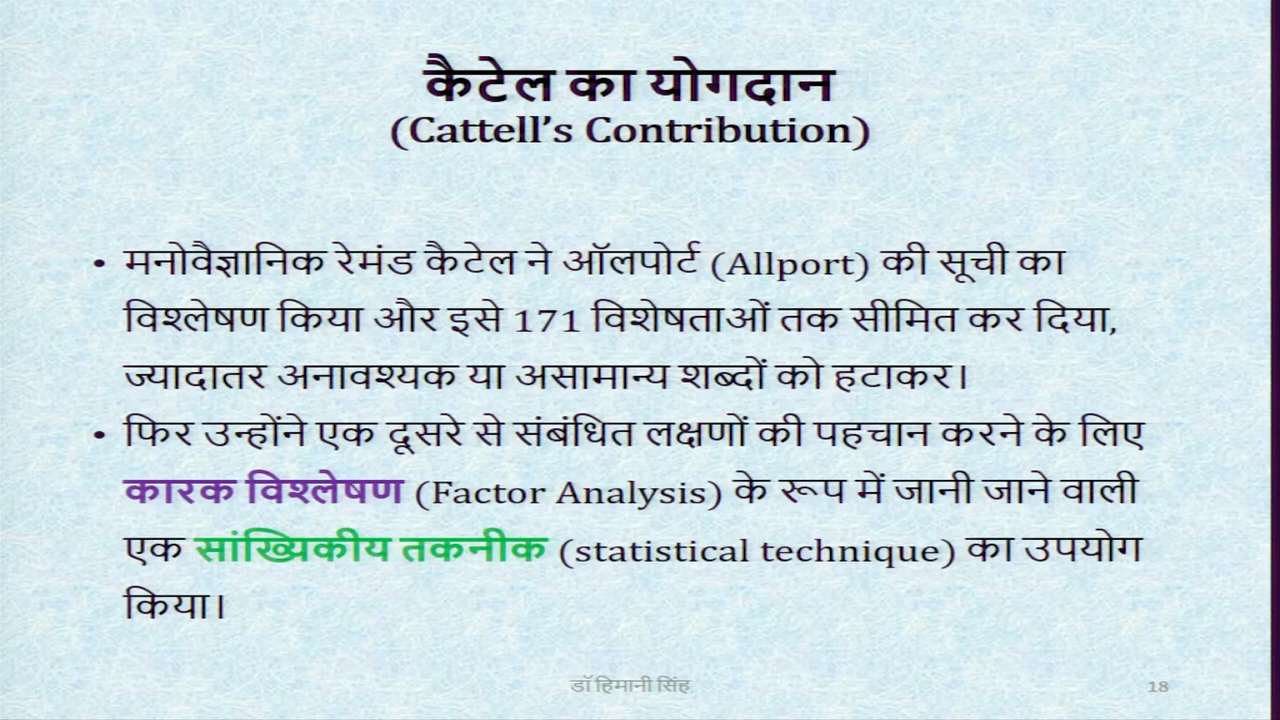 कैटेल का योगदान
(Cattell’s Contribution)
• मनोवैज्ञानिक रेमंड कैटेल ने ऑलपोर्ट (Allport) की सूची का
विश्लेषण किया और इसे 171 विशेषताओं तक सीमित कर दिया,
ज्यादातर अनावश्यक या असामान्य शब्दों को हटाकर।
• फिर उन्होंने एक दूसरे से संबंधित लक्षणों की पहचान करने के लिए
कारक विश्लेषण (Factor Analysis) के रूप में जानी जाने वाली
एक सांख्यिकीय तकनीक (statistical technique) का उपयोग
किया।
डॉ हिमानी सिंह
18